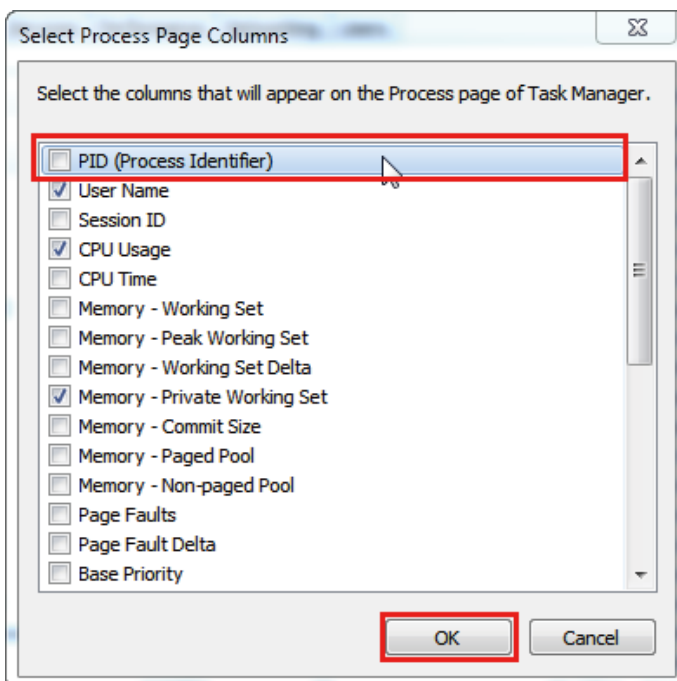 Select Process Page Columns
Select the columns that will appear on the Process page of Task Manager.
PID (Process Identifier)
User Name
Session ID
CPU Usage
CPU Time
Memory - Working Set
Memory - Peak Working Set
Memory - Working Set Delta
Memory - Private Working Set
Memory - Commit Size
Memory - Paged Pool
Memory - Non-paged Pool
Page Faults
Page Fault Delta
Base Priority
OK Cancel